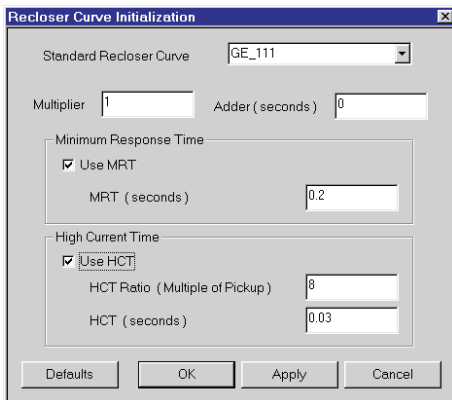 Recloser Curve Initialization
Standard Recloser Curve GE_111
Multiplier 1 Adder (seconds) 0
Minimum Response Time
Use MRT
MRT (seconds) 0.2
High Current Time
Use HCT
HCT Ratio (Multiple of Pickup) 8
HCT (seconds) 0.03
Defaults OK Apply Cancel